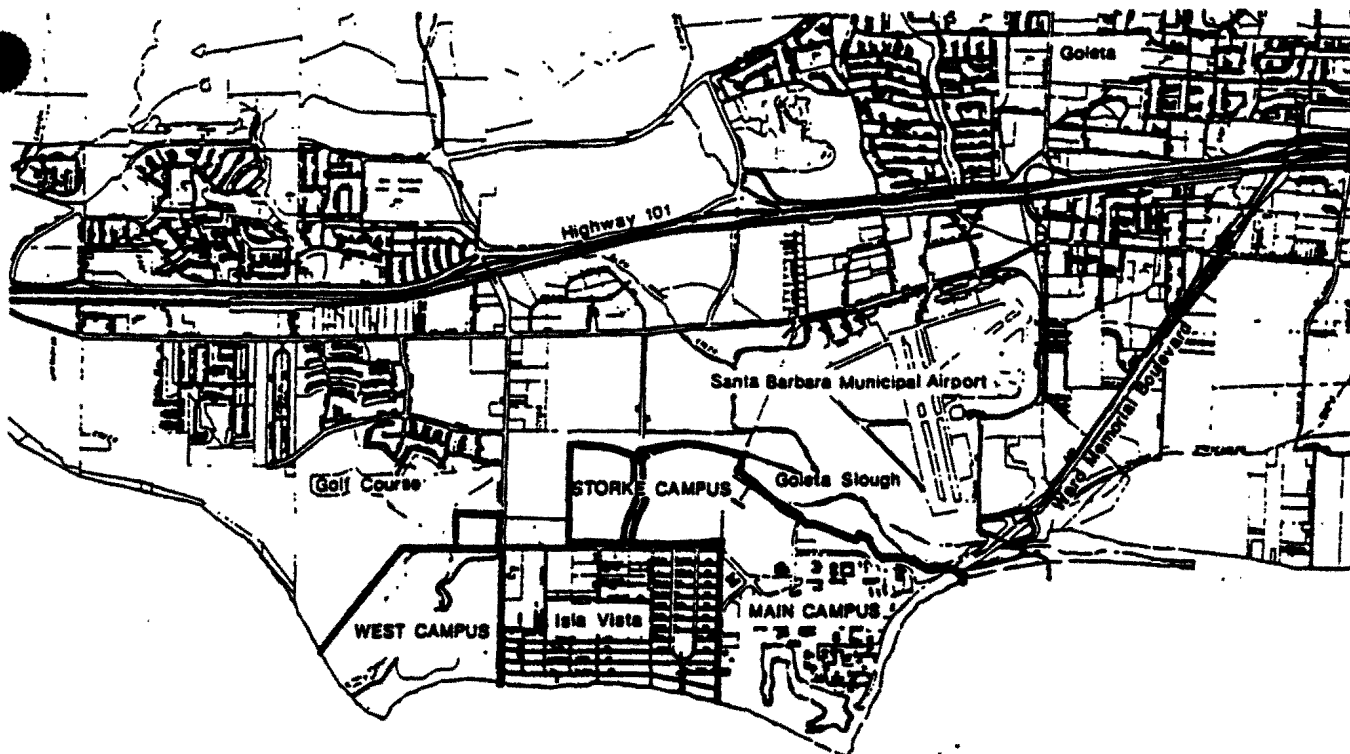 Goleta
Highway 101
Santa Barbara Municipal Airport
Ward Memorial Boulevard
Golf Course
STORKE CAMPUS
Goleta Slough
WEST CAMPUS
Isla Vista
MAIN CAMPUS